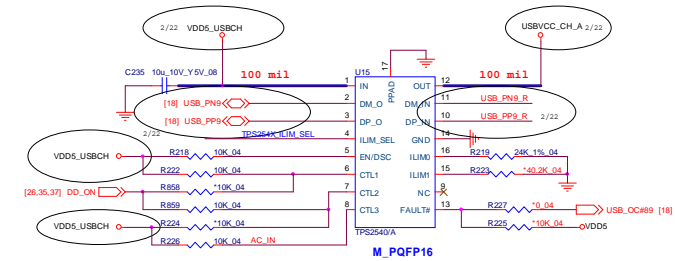 2/22 VDD5_USBCH
USBVCC_CH_A 2/22
C235 10u_10V_Y5V_08
100 mil
U15
17
PPAD
100 mil
1 IN OUT 12
[18] USB_PN9 2 DM_O DM_IN 11 USB_PN9_R
[18] USB_PP9 3 DP_O DP_IN 10 USB_PP9_R
2/22
2/22
TPS254X_ILIM_SEL 4 ILIM_SEL GND 14
VDD5_USBCH R218 10K_04 5 EN/DSC ILIM0 16 R219 24K_1%_04
R222 10K_04 6 CTL1 ILIM1 15 R223 *40.2K_04
[26,35,37] DD_ON R858 *10K_04 7 CTL2 NC 9
R859 10K_04 8 CTL3 FAULT# 13 R227 *0_04 USB_OC#89 [18]
VDD5_USBCH R224 *10K_04
R225 *10K_04 VDD5
R226 10K_04 AC_IN
TPS2540/A
M_PQFP16